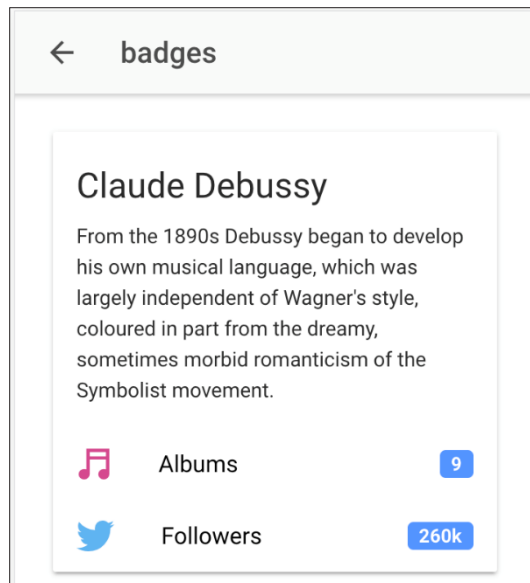 badges
Claude Debussy
From the 1890s Debussy began to develop
his own musical language, which was
largely independent of Wagner's style,
coloured in part from the dreamy,
sometimes morbid romanticism of the
Symbolist movement.
Albums 9
Followers 260k